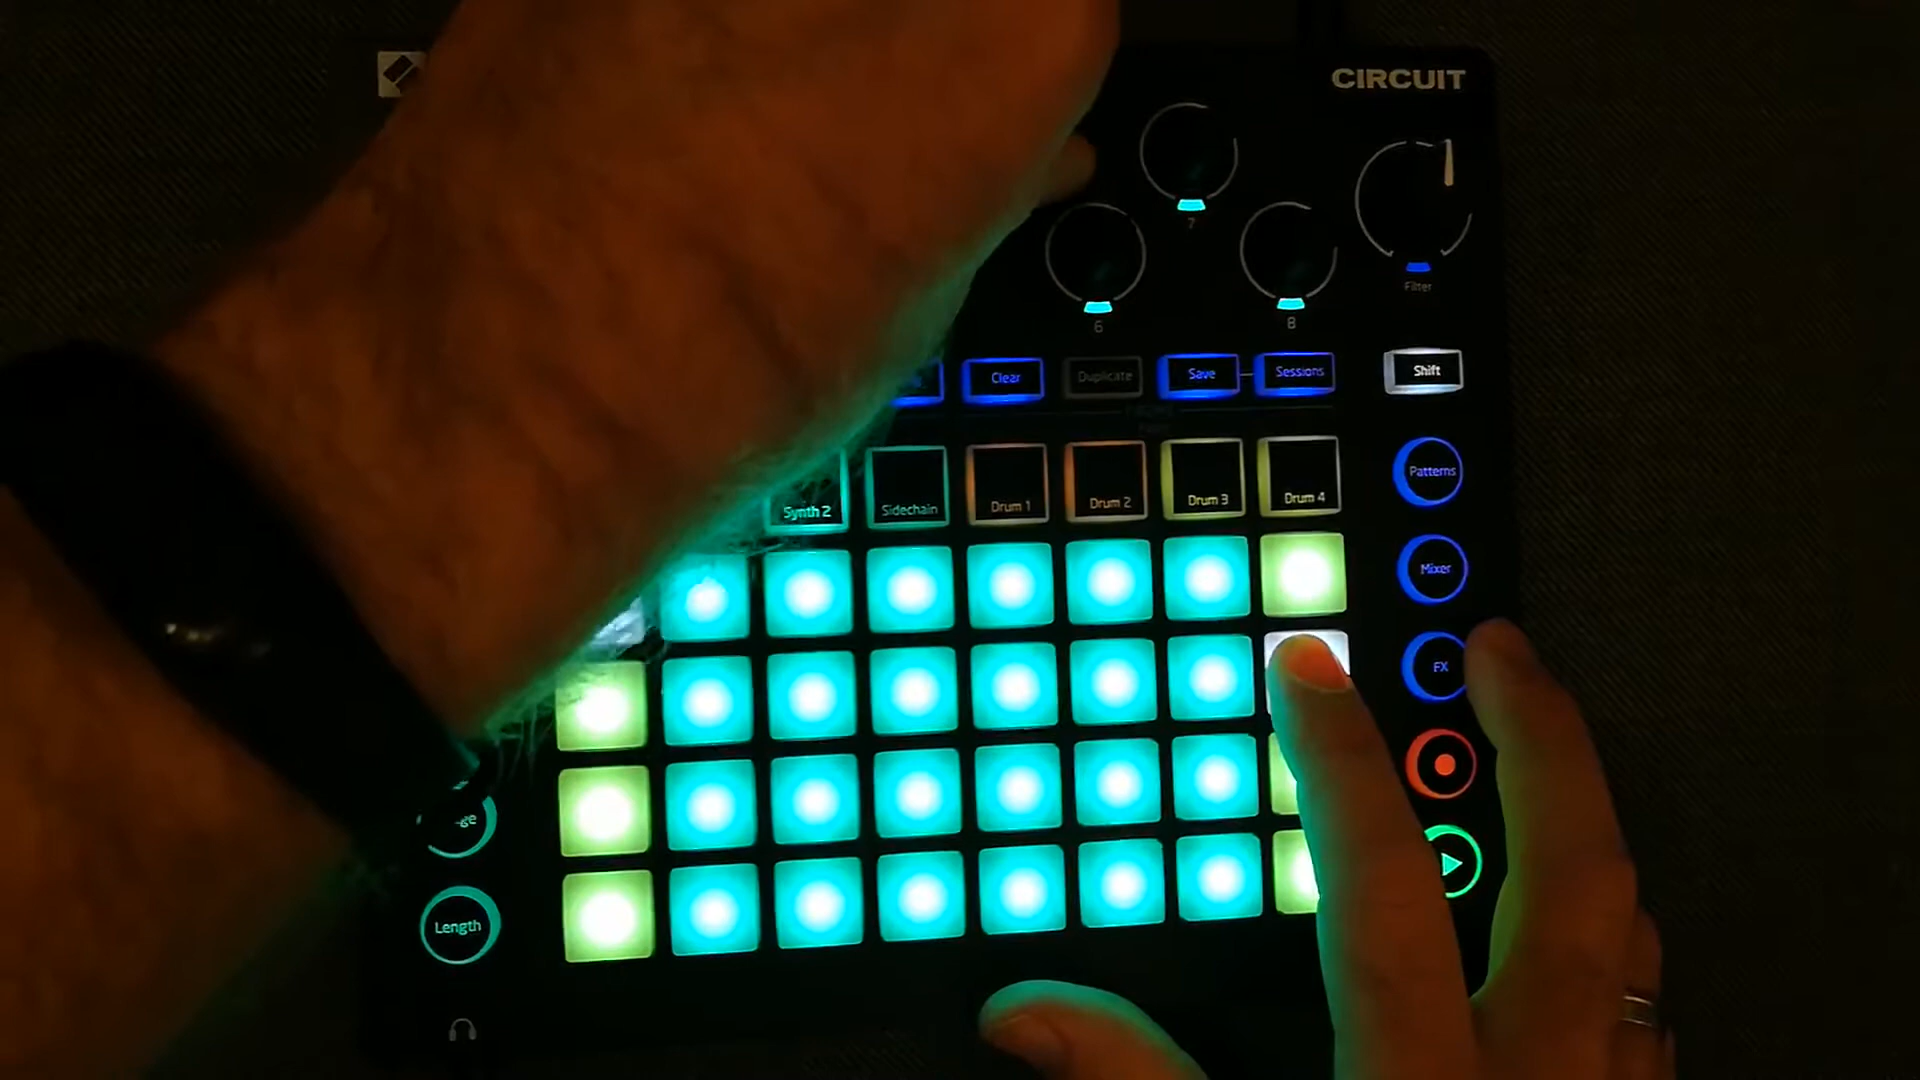 CIRCUIT
7
6
8
Filter
Clear
Duplicate
Save
Sessions
Shift
Synth 2
Sidechain
Drum 1
Drum 2
Drum 3
Drum 4
Patterns
Mixer
FX
Length